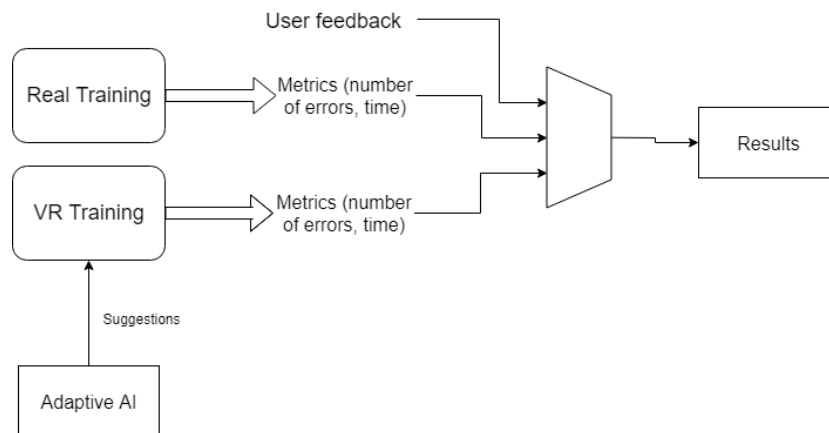 User feedback
Real Training
Metrics (number
of errors, time)
Results
VR Training
Metrics (number
of errors, time)
Suggestions
Adaptive AI